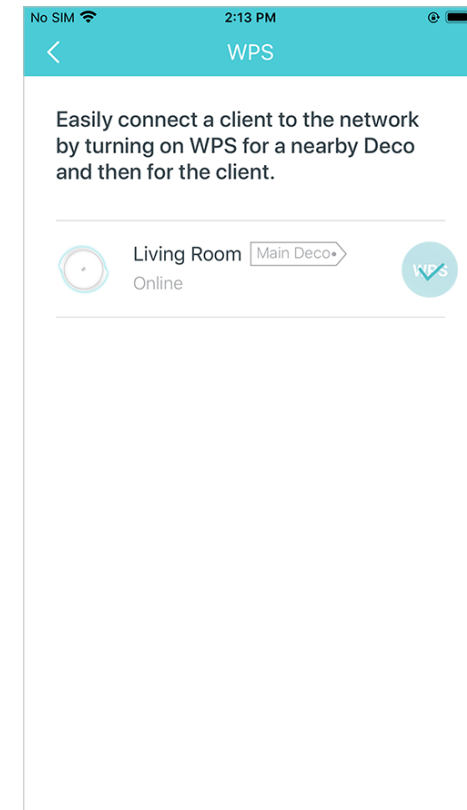 No SIM 2:13 PM
WPS
Easily connect a client to the network
by turning on WPS for a nearby Deco
and then for the client.
Living Room Main Deco
WPS
Online